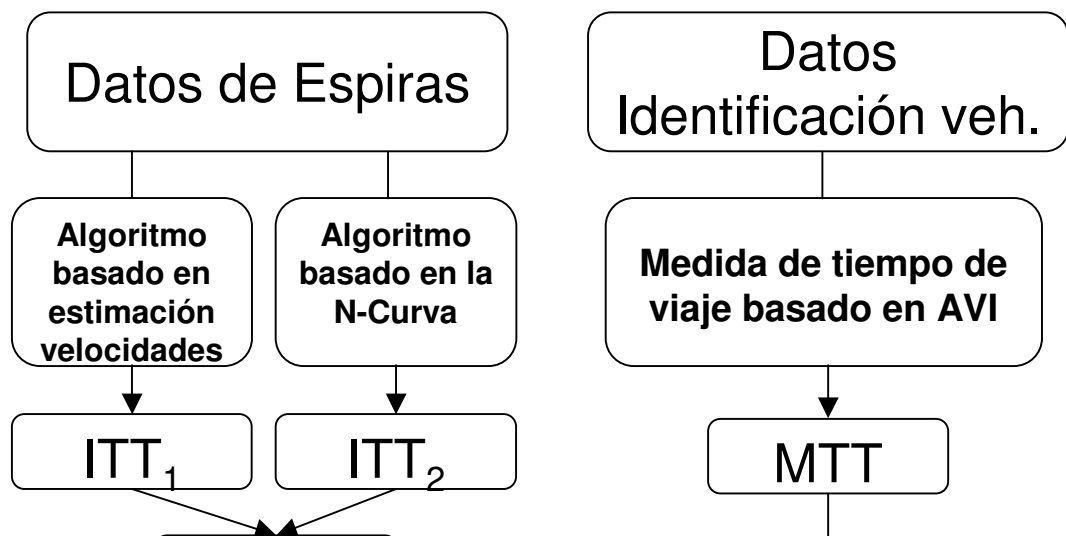 Datos de Espiras
Datos
Identificación veh.
Algoritmo
basado en
estimación
velocidades
Algoritmo
basado en la
N-Curva
Medida de tiempo de
viaje basado en AVI
ITT1
ITT2
MTT